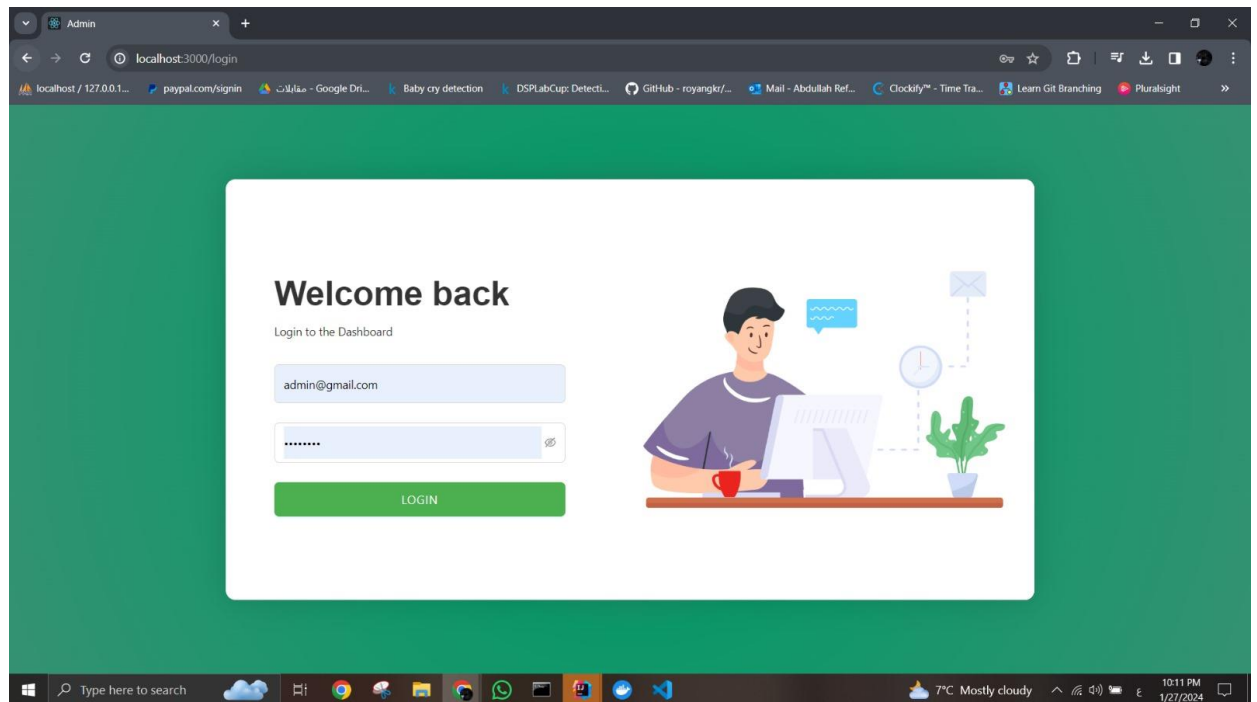 Admin
localhost:3000/login
localhost / 127.0.0.1...
paypal.com/signin
مقابلات - Google Dri...
Baby cry detection
DSPLabCup: Detecti...
GitHub - royangkr/...
Mail - Abdullah Ref...
Clockify™ - Time Tra...
Learn Git Branching
Pluralsight
»
Welcome back
Login to the Dashboard
admin@gmail.com
••••••••
LOGIN
Type here to search
7°C Mostly cloudy
ع
10:11 PM
1/27/2024